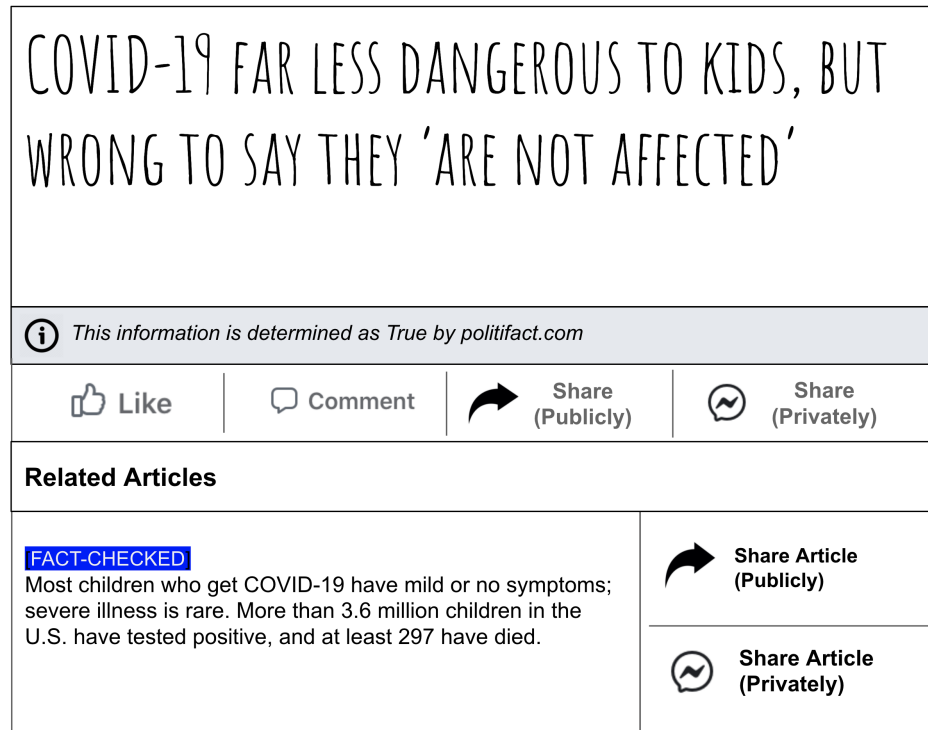 COVID-19 FAR LESS DANGEROUS TO KIDS, BUT
WRONG TO SAY THEY 'ARE NOT AFFECTED'
This information is determined as True by politifact.com
Like
Comment
Share
(Publicly)
Share
(Privately)
Related Articles
[FACT-CHECKED]
Most children who get COVID-19 have mild or no symptoms;
severe illness is rare. More than 3.6 million children in the
U.S. have tested positive, and at least 297 have died.
Share Article
(Publicly)
Share Article
(Privately)